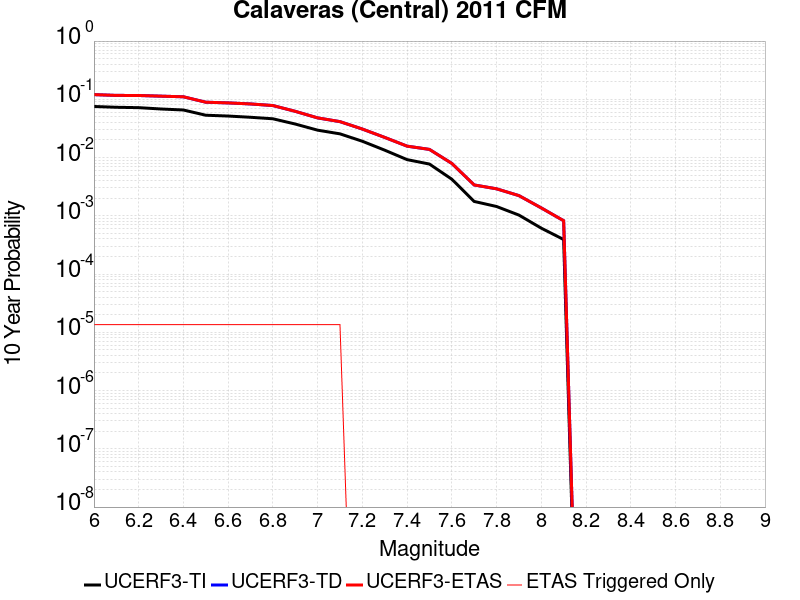 Calaveras (Central) 2011 CFM
10 Year Probability
10^0
10^-1
10^-2
10^-3
10^-4
10^-5
10^-6
10^-7
10^-8
6 6.2 6.4 6.6 6.8 7 7.2 7.4 7.6 7.8 8 8.2 8.4 8.6 8.8 9
Magnitude
UCERF3-TI UCERF3-TD UCERF3-ETAS ETAS Triggered Only